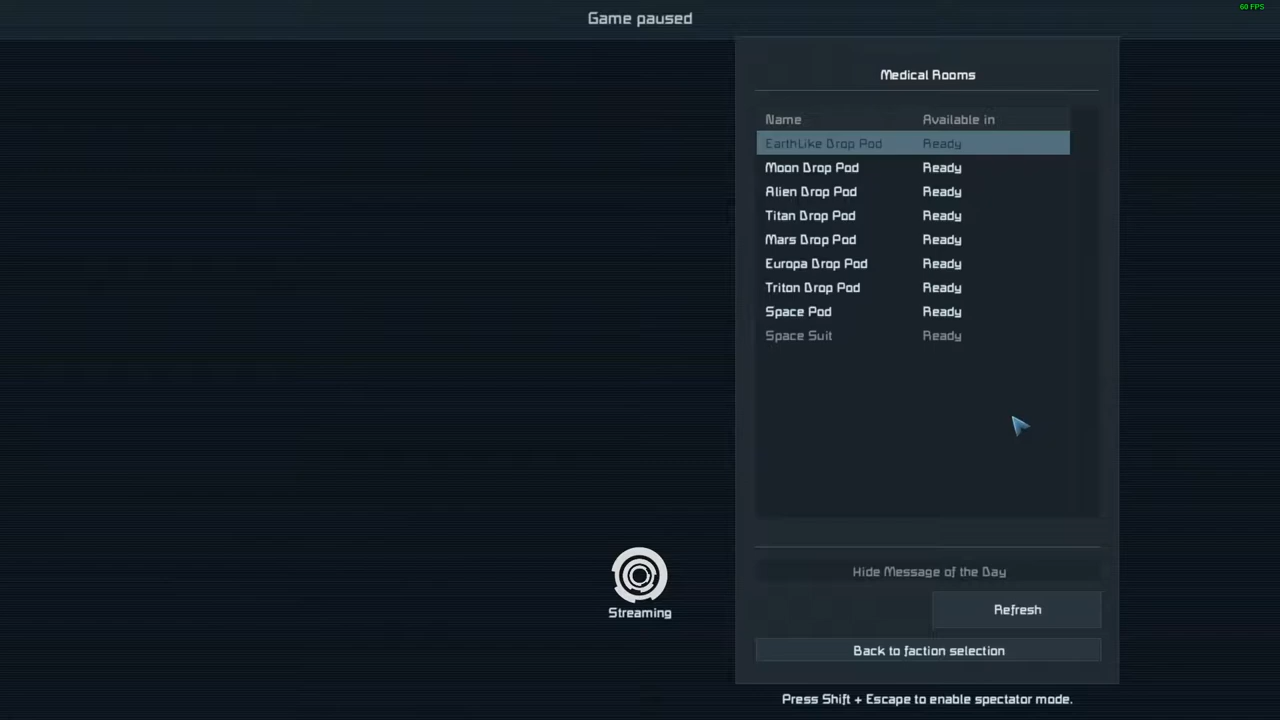 Game paused
60 FPS
Medical Rooms
Name Available in
EarthLike Drop Pod Ready
Moon Drop Pod Ready
Alien Drop Pod Ready
Titan Drop Pod Ready
Mars Drop Pod Ready
Europa Drop Pod Ready
Triton Drop Pod Ready
Space Pod Ready
Space Suit Ready
Hide Message of the Day
Refresh
Streaming
Back to faction selection
Press Shift + Escape to enable spectator mode.